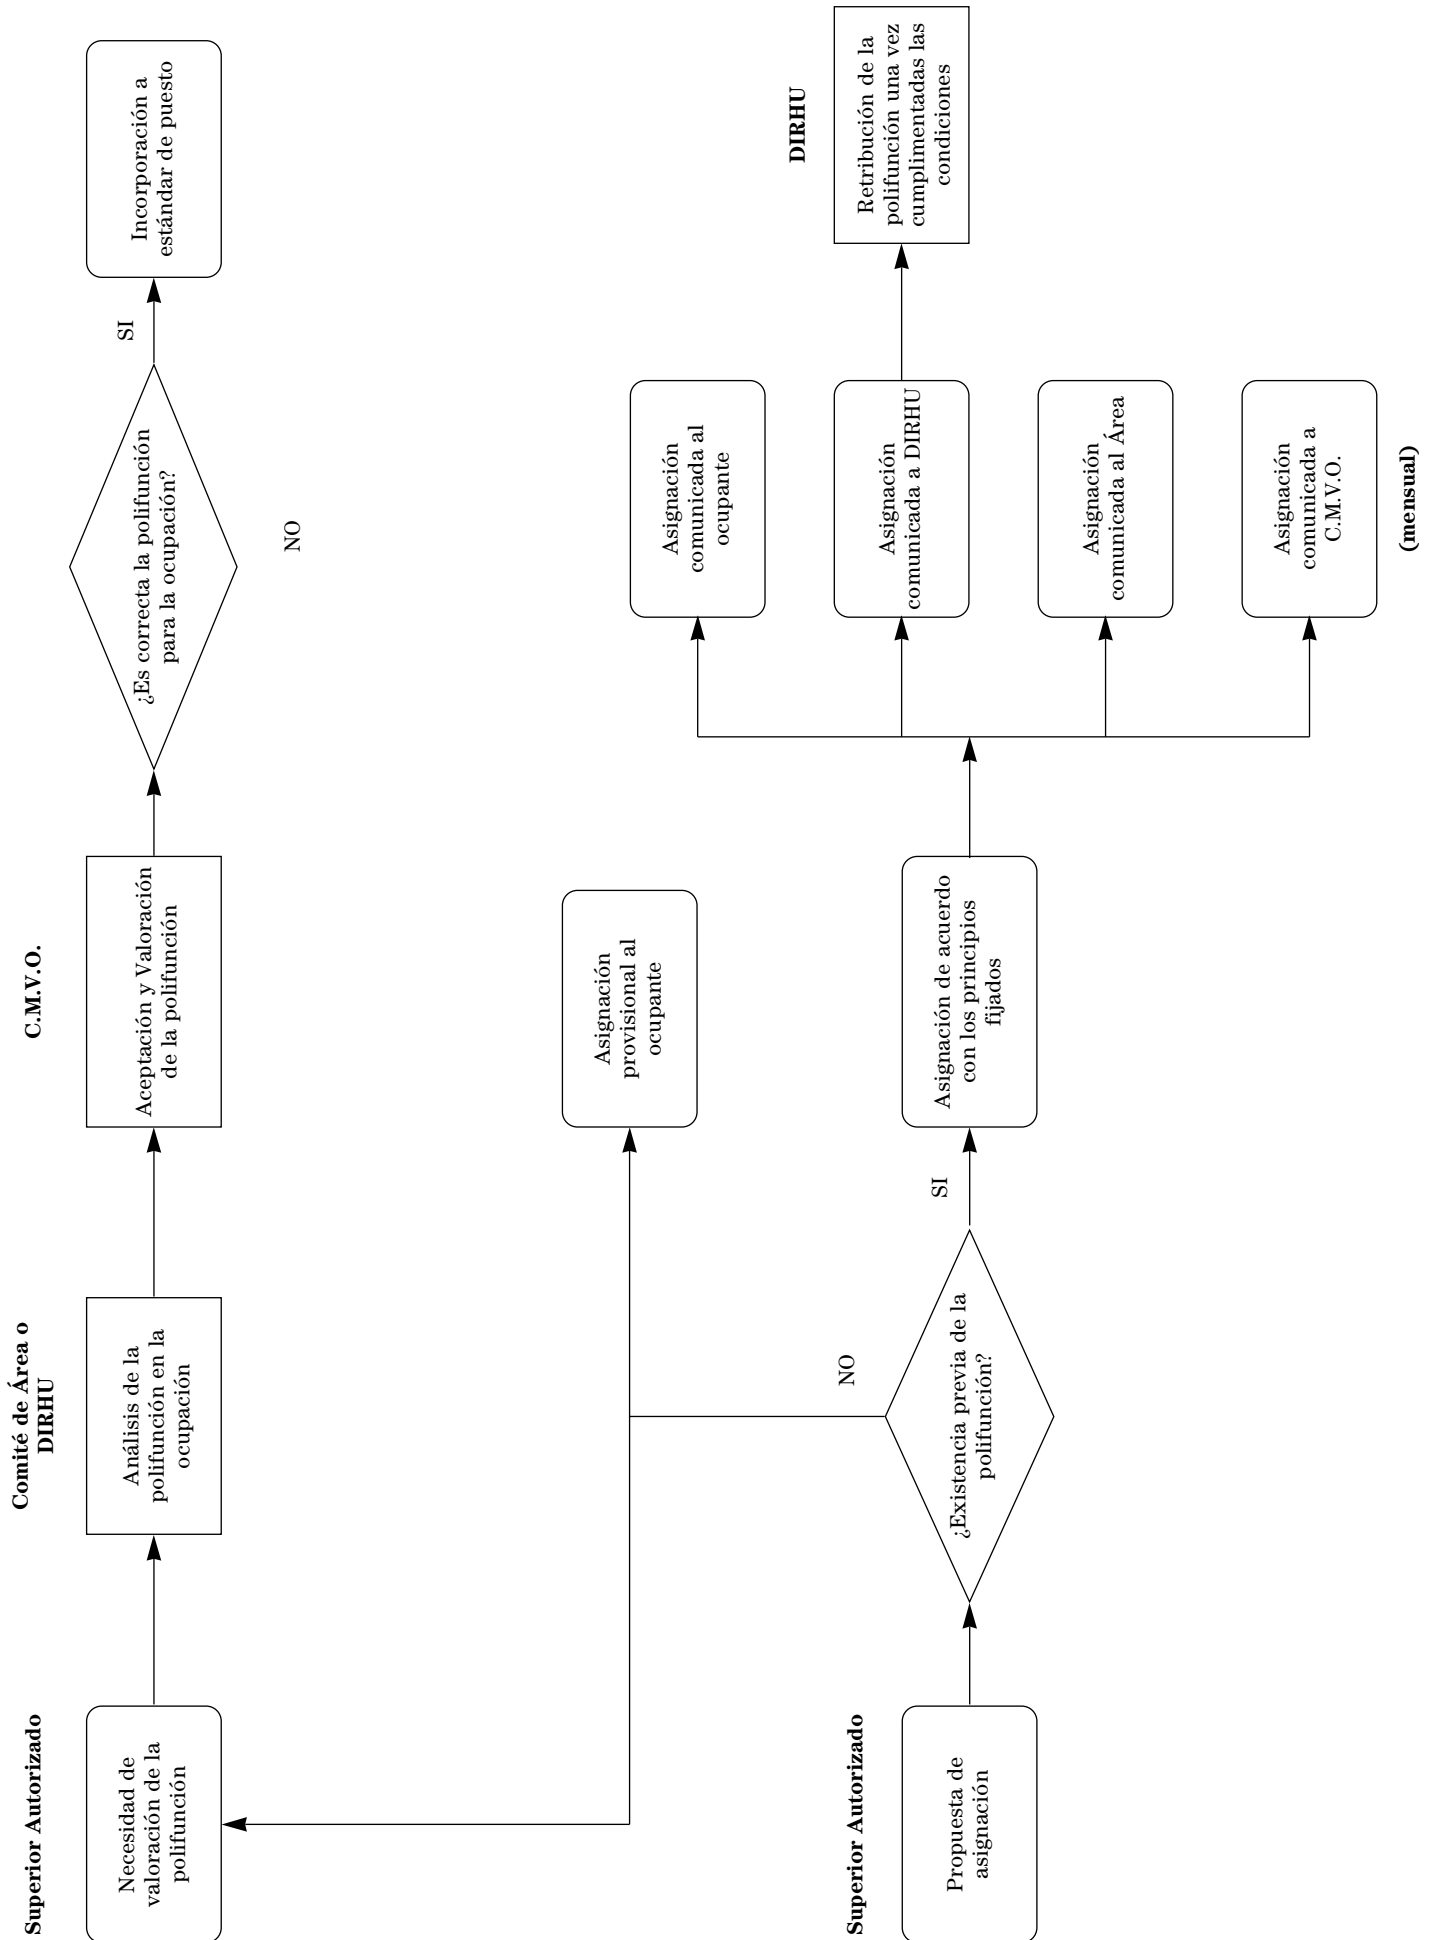 Superior Autorizado
Comité de Área o
DIRHU
C.M.V.O.
Necesidad de
valoración de la
polifunción
Análisis de la
polifunción en la
ocupación
Aceptación y Valoración
de la polifunción
¿Es correcta la polifunción
para la ocupación?
SI
Incorporación a
estándar de puesto
NO
Asignación
provisional al
ocupante
Asignación
comunicada al
ocupante
DIRHU
Superior Autorizado
NO
Asignación
comunicada a DIRHU
Retribución de la
polifunción una vez
cumplimentadas las
condiciones
Propuesta de
asignación
¿Existencia previa de la
polifunción?
SI
Asignación de acuerdo
con los principios
fijados
Asignación
comunicada al Área
Asignación
comunicada a
C.M.V.O.
(mensual)